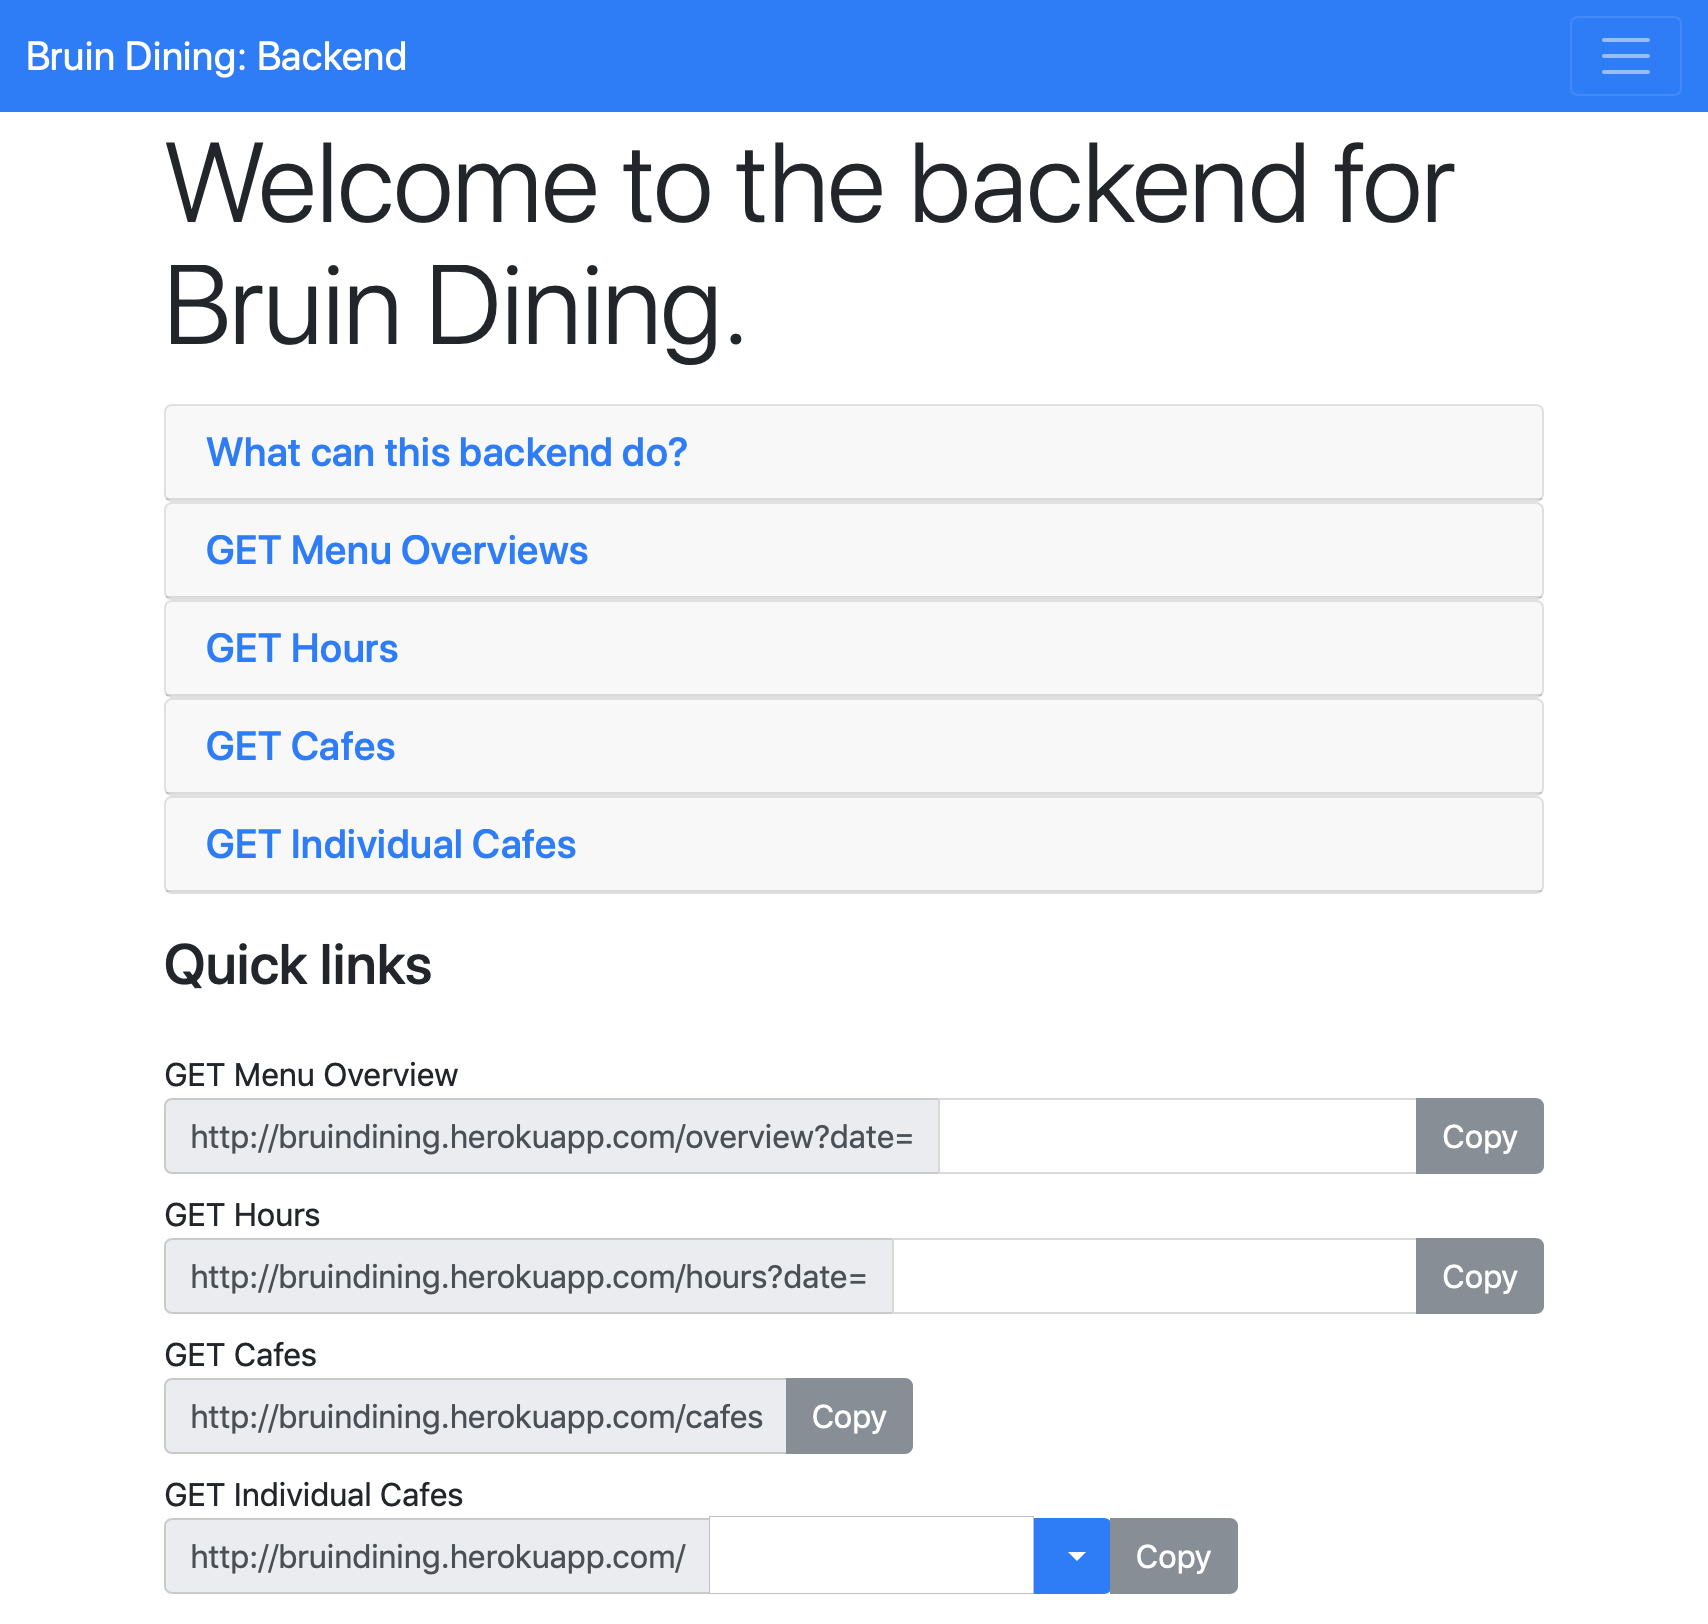 Bruin Dining: Backend
Welcome to the backend for
Bruin Dining.
What can this backend do?
GET Menu Overviews
GET Hours
GET Cafes
GET Individual Cafes
Quick links
GET Menu Overview
http://bruindining.herokuapp.com/overview?date= Copy
GET Hours
http://bruindining.herokuapp.com/hours?date= Copy
GET Cafes
http://bruindining.herokuapp.com/cafes Copy
GET Individual Cafes
http://bruindining.herokuapp.com/ Copy